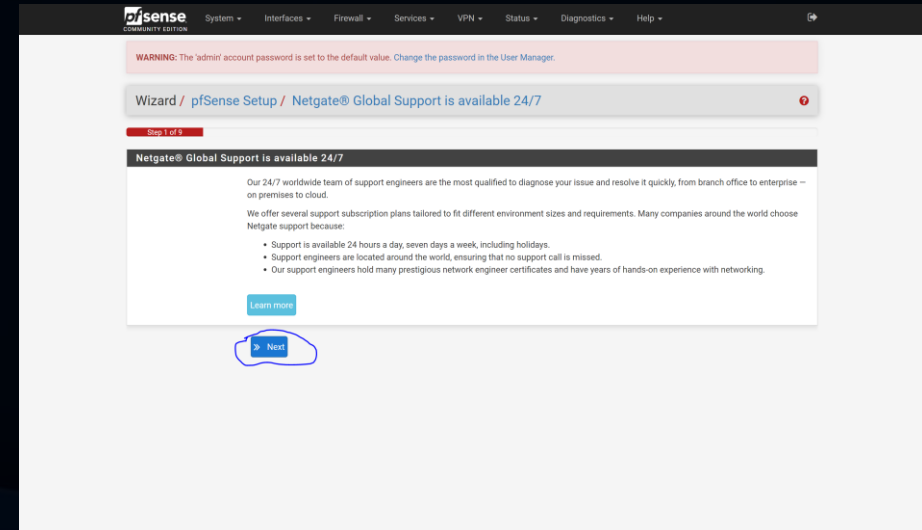 pfsense
COMMUNITY EDITION
System Interfaces Firewall Services VPN Status Diagnostics Help
WARNING: The 'admin' account password is set to the default value. Change the password in the User Manager.
Wizard / pfSense Setup / Netgate® Global Support is available 24/7
Step 1 of 9
Netgate® Global Support is available 24/7
Our 24/7 worldwide team of support engineers are the most qualified to diagnose your issue and resolve it quickly, from branch office to enterprise —
on premises to cloud.
We offer several support subscription plans tailored to fit different environment sizes and requirements. Many companies around the world choose
Netgate support because:
• Support is available 24 hours a day, seven days a week, including holidays.
• Support engineers are located around the world, ensuring that no support call is missed.
• Our support engineers hold many prestigious network engineer certificates and have years of hands-on experience with networking.
Learn more
» Next